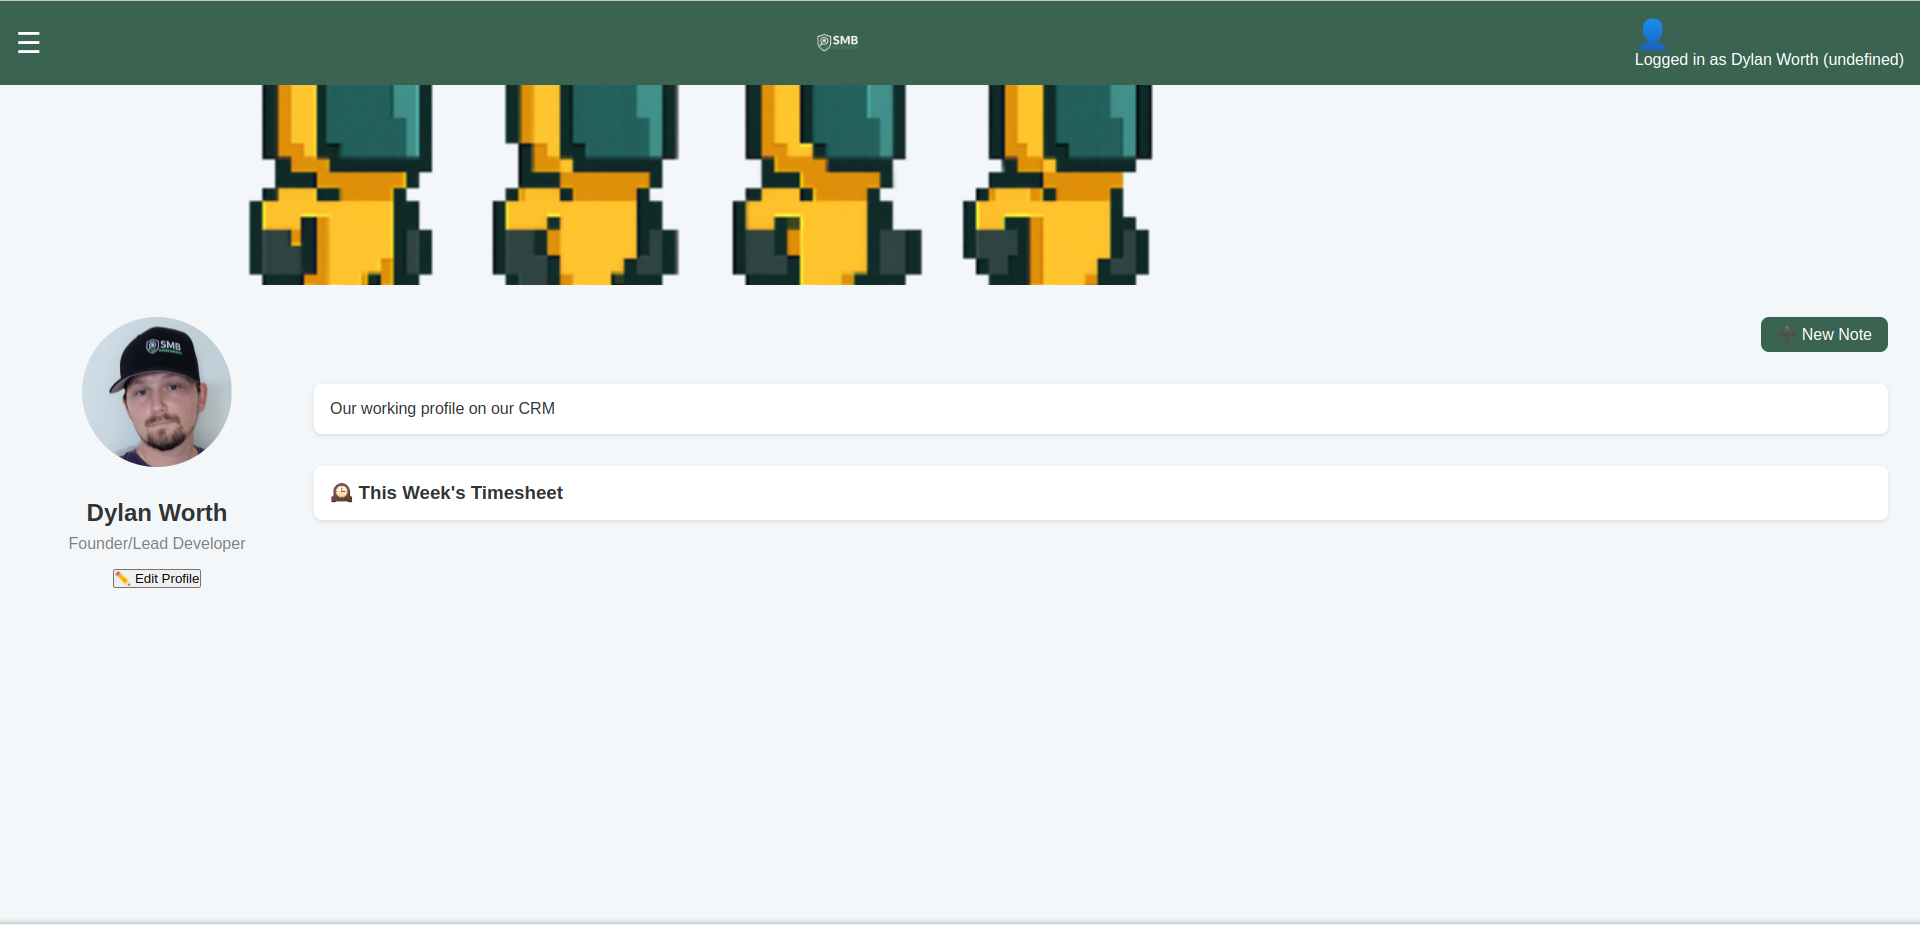 ☰
SMB
Logged in as Dylan Worth (undefined)
SMB
➕ New Note
Our working profile on our CRM
🕰️ This Week's Timesheet
Dylan Worth
Founder/Lead Developer
✏️ Edit Profile